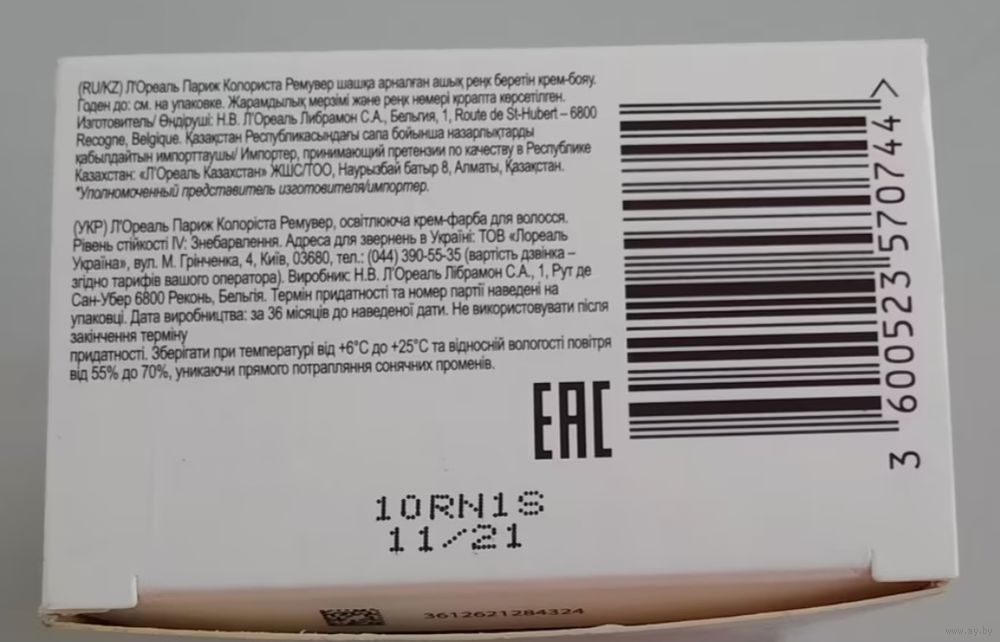 (RU/KZ) Л'Ореаль Париж Колориста Ремувер шашқа арналған ашық реңк беретін крем-бояу.
Годен до: см. на упаковке. Жарамдылық мерзімі және реңк нөмері қорапта көрсетілген.
Изготовитель/ Өндіруші: Н.В. Л'Ореаль Либрамон С.А., Бельгия, 1, Route de St-Hubert – 6800
Recogne, Belgique. Қазақстан Республикасындағы сапа бойынша назарлықтарды
қабылдайтын импорттаушы/ Импортер, принимающий претензии по качеству в Республике
Казахстан: «Л'Ореаль Казахстан» ЖШС/ТОО, Наурызбай батыр 8, Алматы, Қазақстан.
*Уполномоченный представитель изготовителя/импортер.
(УКР) Л'Ореаль Париж Колоріста Ремувер, освітлююча крем-фарба для волосся.
Рівень стійкості IV: Знебарвлення. Адреса для звернень в Україні: ТОВ «Лореаль
Україна», вул. М. Грінченка, 4, Київ, 03680, тел.: (044) 390-55-35 (вартість дзвінка –
згідно тарифів вашого оператора). Виробник: Н.В. Л'Ореаль Лібрамон С.А., 1, Рут де
Сан-Убер 6800 Реконь, Бельгія. Термін придатності та номер партії наведені на
упаковці. Дата виробництва: за 36 місяців до наведеної дати. Не використовувати після
закінчення терміну
придатності. Зберігати при температурі від +6°С до +25°С та відносній вологості повітря
від 55% до 70%, уникаючи прямого потрапляння сонячних променів.
EAC
3 600523 570744 >
10RN1S
11/21
3612621284324
www.ay.by